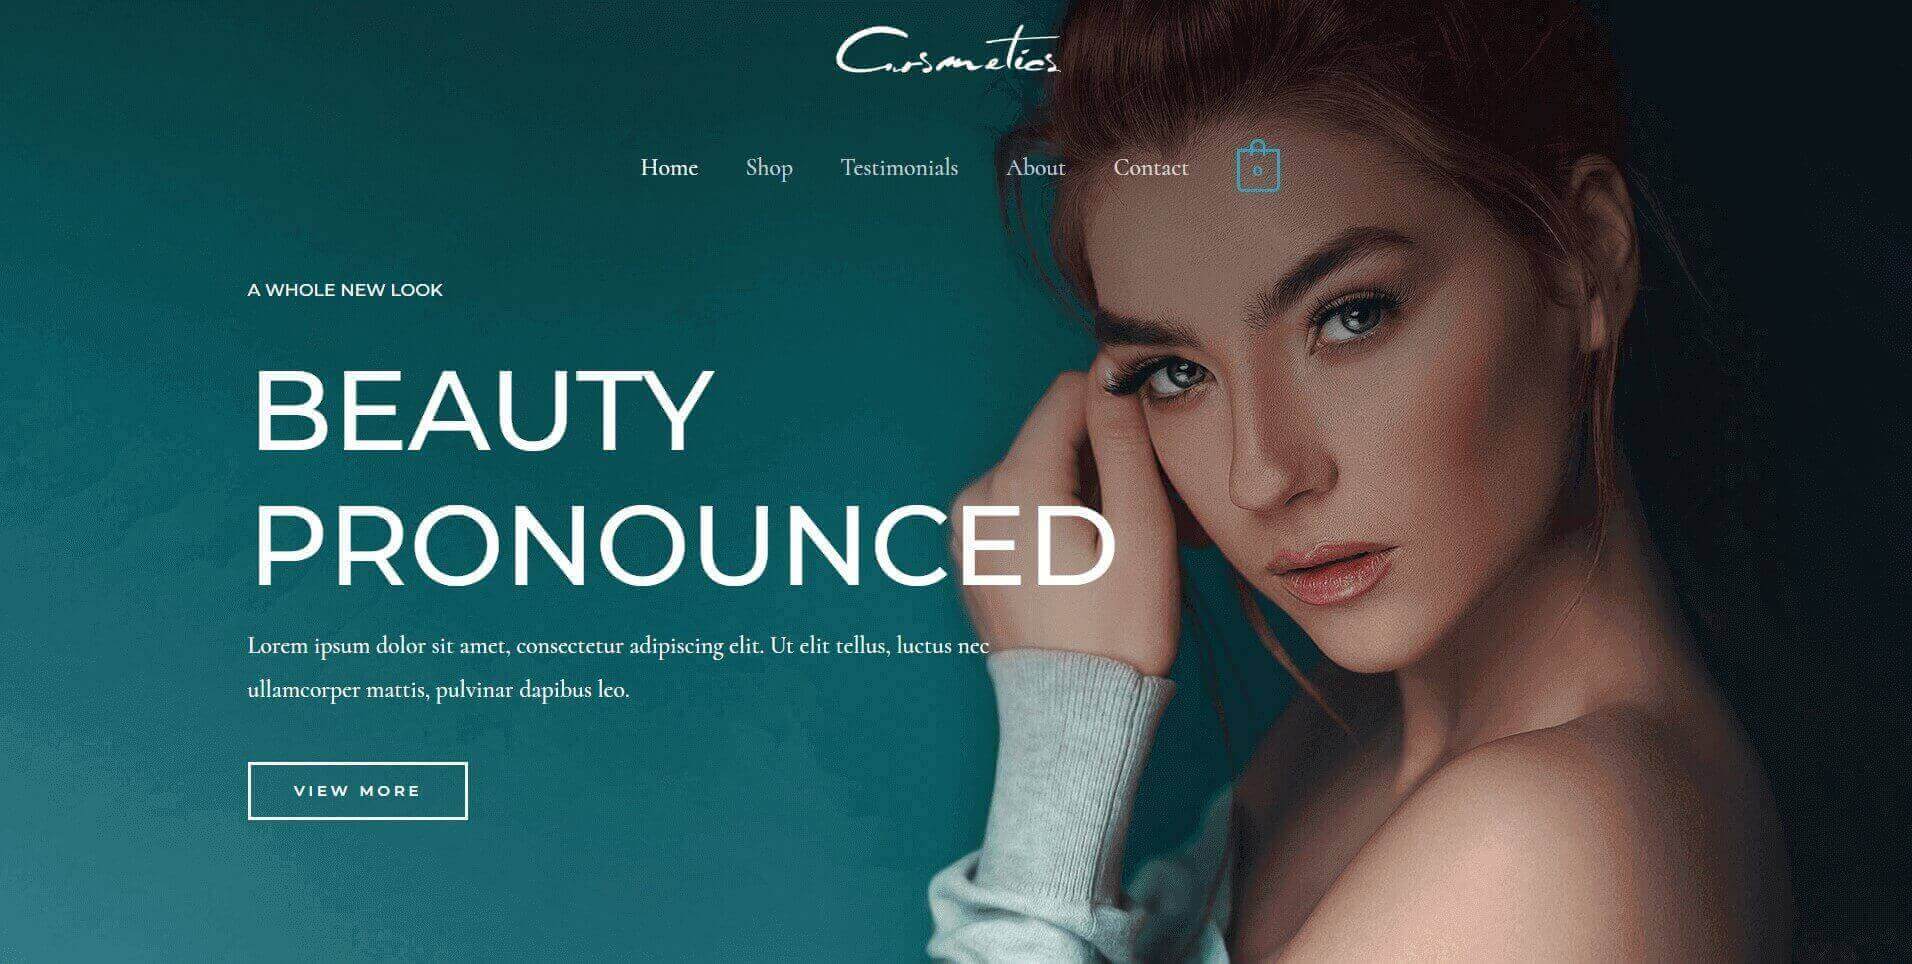 Cosmetics
Home Shop Testimonials About Contact 0
A WHOLE NEW LOOK
BEAUTY
PRONOUNCED
Lorem ipsum dolor sit amet, consectetur adipiscing elit. Ut elit tellus, luctus nec
ullamcorper mattis, pulvinar dapibus leo.
VIEW MORE